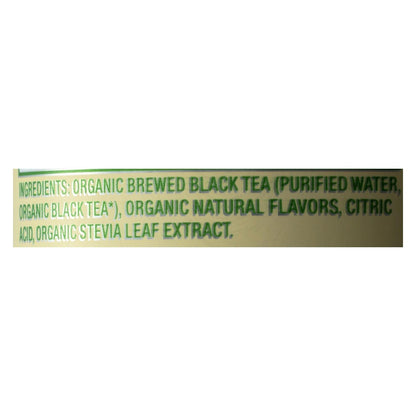 INGREDIENTS: ORGANIC BREWED BLACK TEA (PURIFIED WATER,
ORGANIC BLACK TEA*), ORGANIC NATURAL FLAVORS, CITRIC
ACID, ORGANIC STEVIA LEAF EXTRACT.